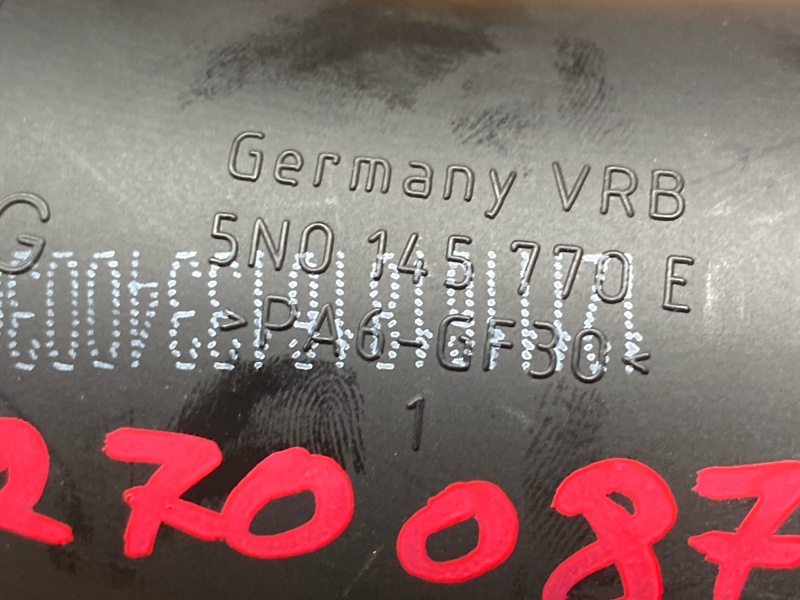 Germany VRB
G
5N0 145 770 E
>PA6-GF30<
1
270087